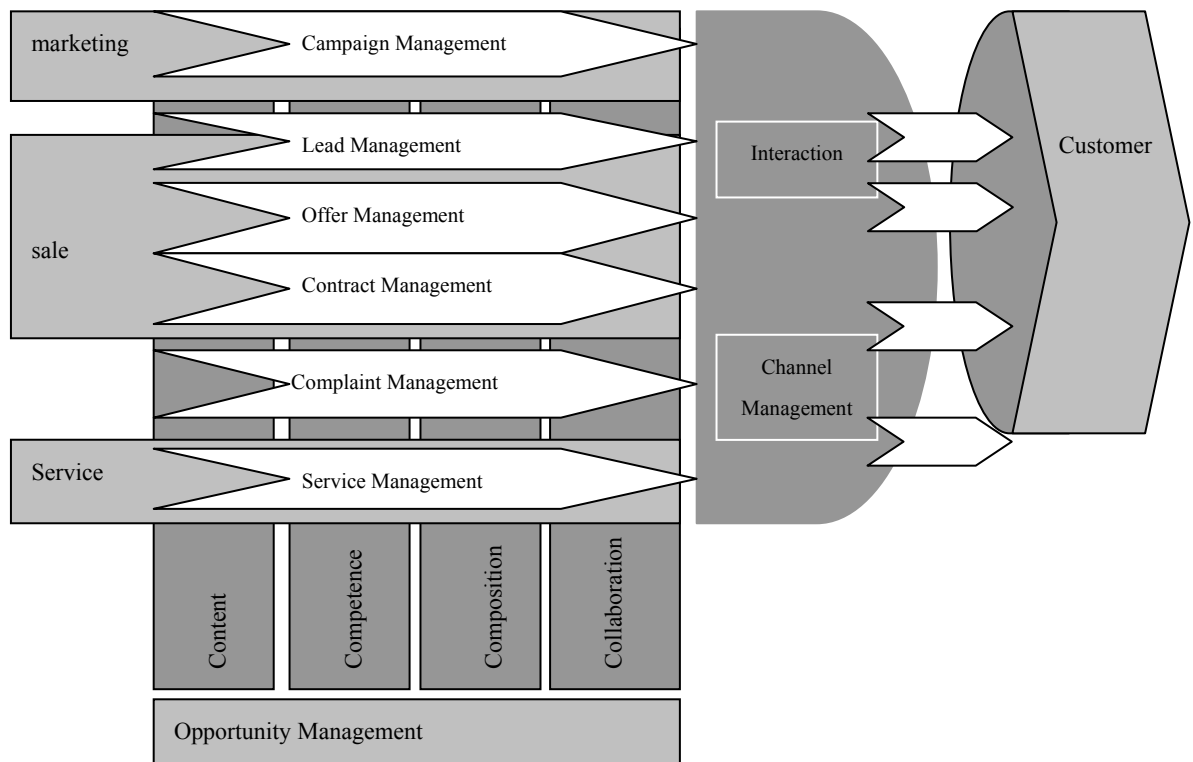 marketing
Campaign Management
Lead Management
Interaction
Customer
sale
Offer Management
Contract Management
Complaint Management
Channel
Management
Service
Service Management
Content
Competence
Composition
Collaboration
Opportunity Management